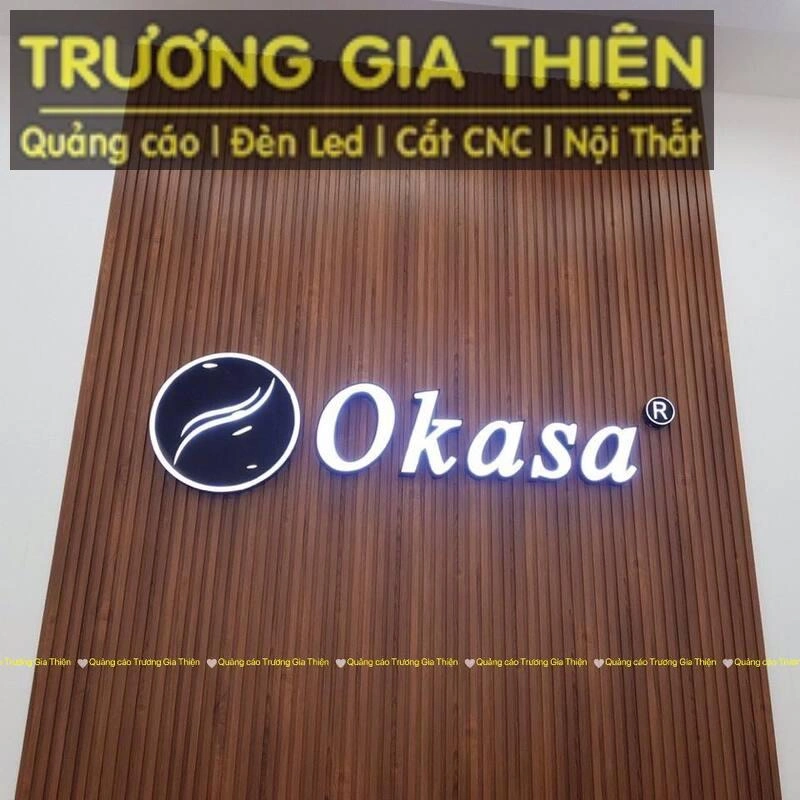 TRƯƠNG GIA THIỆN
Quảng cáo | Đèn Led | Cắt CNC | Nội Thất
Okasa ®
Gia Thiện 🤍Quảng cáo Trương Gia Thiện 🤍Quảng cáo Trương Gia Thiện 🤍Quảng cáo Trương Gia Thiện 🤍Quảng cáo Trương Gia Thiện 🤍Quảng cáo Trương Gia Thiện 🤍Quảng cáo Trư